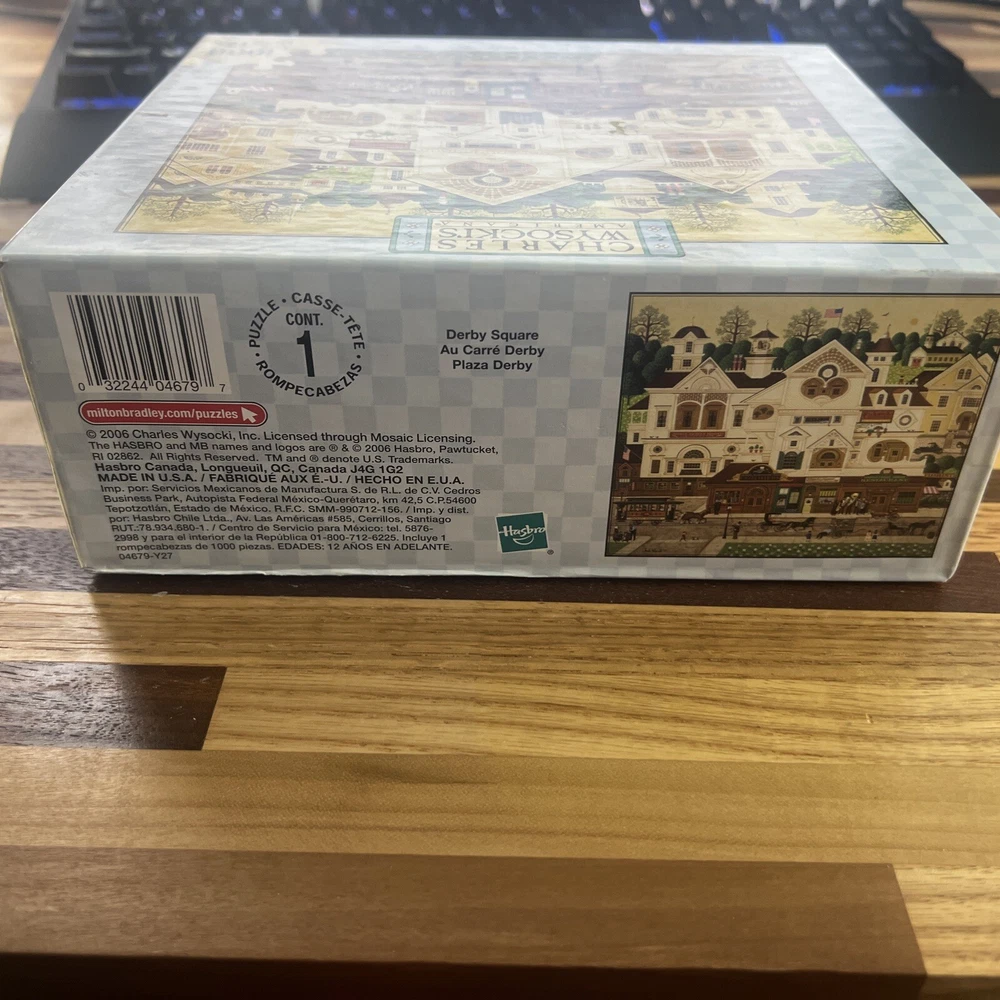 CHARLES
WYSOCKI'S
AMERICANA
0 32244 04679 7
PUZZLE • CASSE-TÊTE • ROMPECABEZAS •
CONT.
1
Derby Square
Au Carré Derby
Plaza Derby
miltonbradley.com/puzzles
© 2006 Charles Wysocki, Inc. Licensed through Mosaic Licensing.
The HASBRO and MB names and logos are ® & © 2006 Hasbro, Pawtucket,
RI 02862. All Rights Reserved. TM and ® denote U.S. Trademarks.
Hasbro Canada, Longueuil, QC, Canada J4G 1G2
MADE IN U.S.A. / FABRIQUÉ AUX É.-U. / HECHO EN E.U.A.
Imp. por: Servicios Mexicanos de Manufactura S. de R.L. de C.V. Cedros
Business Park, Autopista Federal México-Querétaro, km 42,5 C.P.54600
Tepotzotlán, Estado de México. R.F.C. SMM-990712-156. / Imp. y dist.
por: Hasbro Chile Ltda., Av. Las Américas #585, Cerrillos, Santiago
RUT.:78.934.680-1. / Centro de Servicio para México: tel. 5876-
2998 y para el interior de la República 01-800-712-6225. Incluye 1
rompecabezas de 1000 piezas. EDADES: 12 AÑOS EN ADELANTE.
04679-Y27
Hasbro